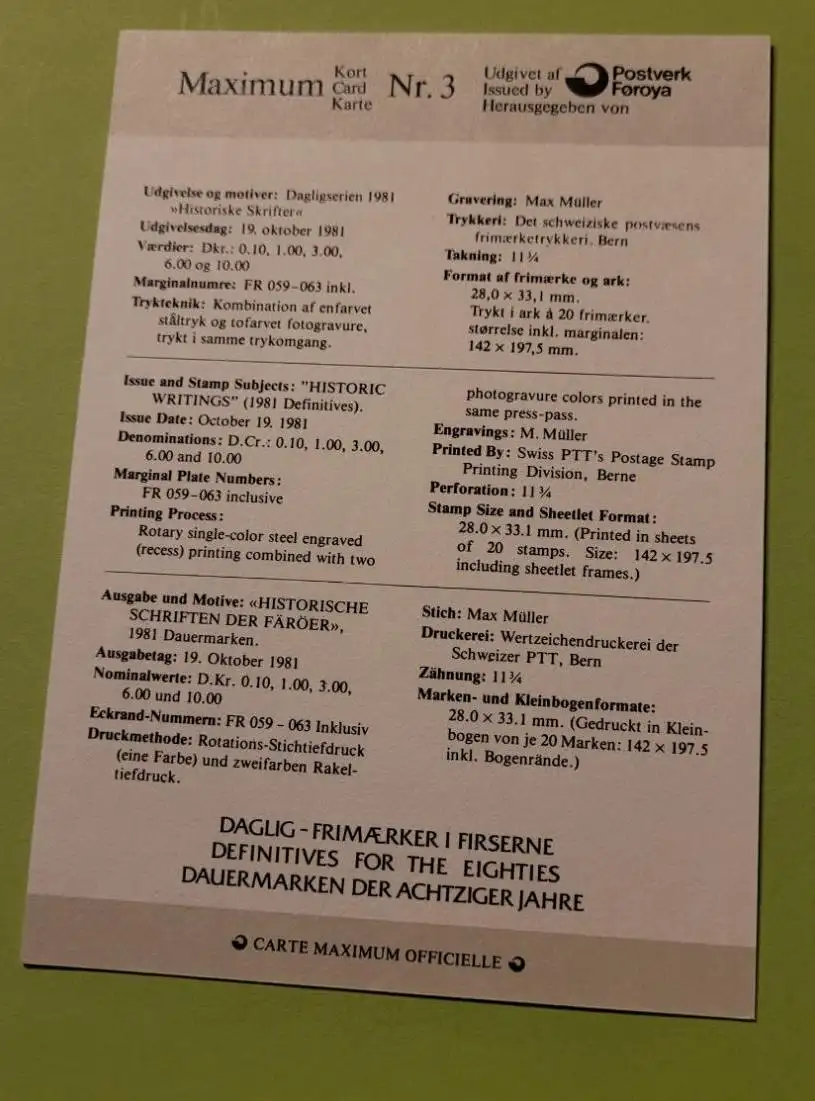 Maximum Kort Card Karte Nr. 3
Udgivet af
Issued by
Herausgegeben von
Postverk
Føroya
Udgivelse og motiver: Dagligserien 1981
»Historiske Skrifter«
Udgivelsesdag: 19. oktober 1981
Værdier: Dkr.: 0.10, 1.00, 3.00,
6.00 og 10.00
Marginalnumre: FR 059-063 inkl.
Trykteknik: Kombination af enfarvet
ståltryk og tofarvet fotogravure,
trykt i samme trykomgang.
Gravering: Max Müller
Trykkeri: Det schweiziske postvæsens
frimærketrykkeri. Bern
Takning: 11¾
Format af frimærke og ark:
28,0 × 33,1 mm.
Trykt i ark à 20 frimærker.
størrelse inkl. marginalen:
142 × 197,5 mm.
Issue and Stamp Subjects: "HISTORIC
WRITINGS" (1981 Definitives).
Issue Date: October 19. 1981
Denominations: D.Cr.: 0.10, 1.00, 3.00,
6.00 and 10.00
Marginal Plate Numbers:
FR 059-063 inclusive
Printing Process:
Rotary single-color steel engraved
(recess) printing combined with two
photogravure colors printed in the
same press-pass.
Engravings: M. Müller
Printed By: Swiss PTT's Postage Stamp
Printing Division, Berne
Perforation: 11¾
Stamp Size and Sheetlet Format:
28.0 × 33.1 mm. (Printed in sheets
of 20 stamps. Size: 142 × 197.5
including sheetlet frames.)
Ausgabe und Motive: «HISTORISCHE
SCHRIFTEN DER FÄRÖER»,
1981 Dauermarken.
Ausgabetag: 19. Oktober 1981
Nominalwerte: D.Kr. 0.10, 1.00, 3.00,
6.00 und 10.00
Eckrand-Nummern: FR 059 – 063 Inklusiv
Druckmethode: Rotations-Stichtiefdruck
(eine Farbe) und zweifarben Rakel-
tiefdruck.
Stich: Max Müller
Druckerei: Wertzeichendruckerei der
Schweizer PTT, Bern
Zähnung: 11¾
Marken- und Kleinbogenformate:
28.0 × 33.1 mm. (Gedruckt in Klein-
bogen von je 20 Marken: 142 × 197.5
inkl. Bogenrände.)
DAGLIG - FRIMÆRKER I FIRSERNE
DEFINITIVES FOR THE EIGHTIES
DAUERMARKEN DER ACHTZIGER JAHRE
CARTE MAXIMUM OFFICIELLE